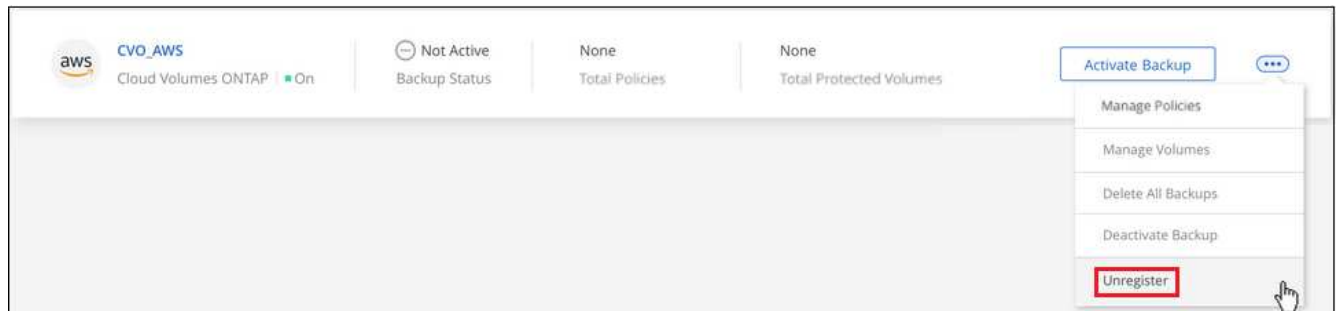 aws
CVO_AWS
Cloud Volumes ONTAP
On
Not Active
Backup Status
None
Total Policies
None
Total Protected Volumes
Activate Backup
Manage Policies
Manage Volumes
Delete All Backups
Deactivate Backup
Unregister